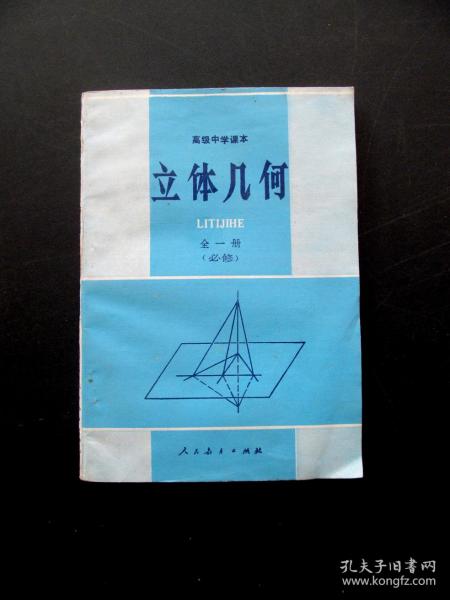 高级中学课本
立体几何
LITIJIHE
全一册
（必修）
人民教育出版社
孔夫子旧书网
www.kongfz.com